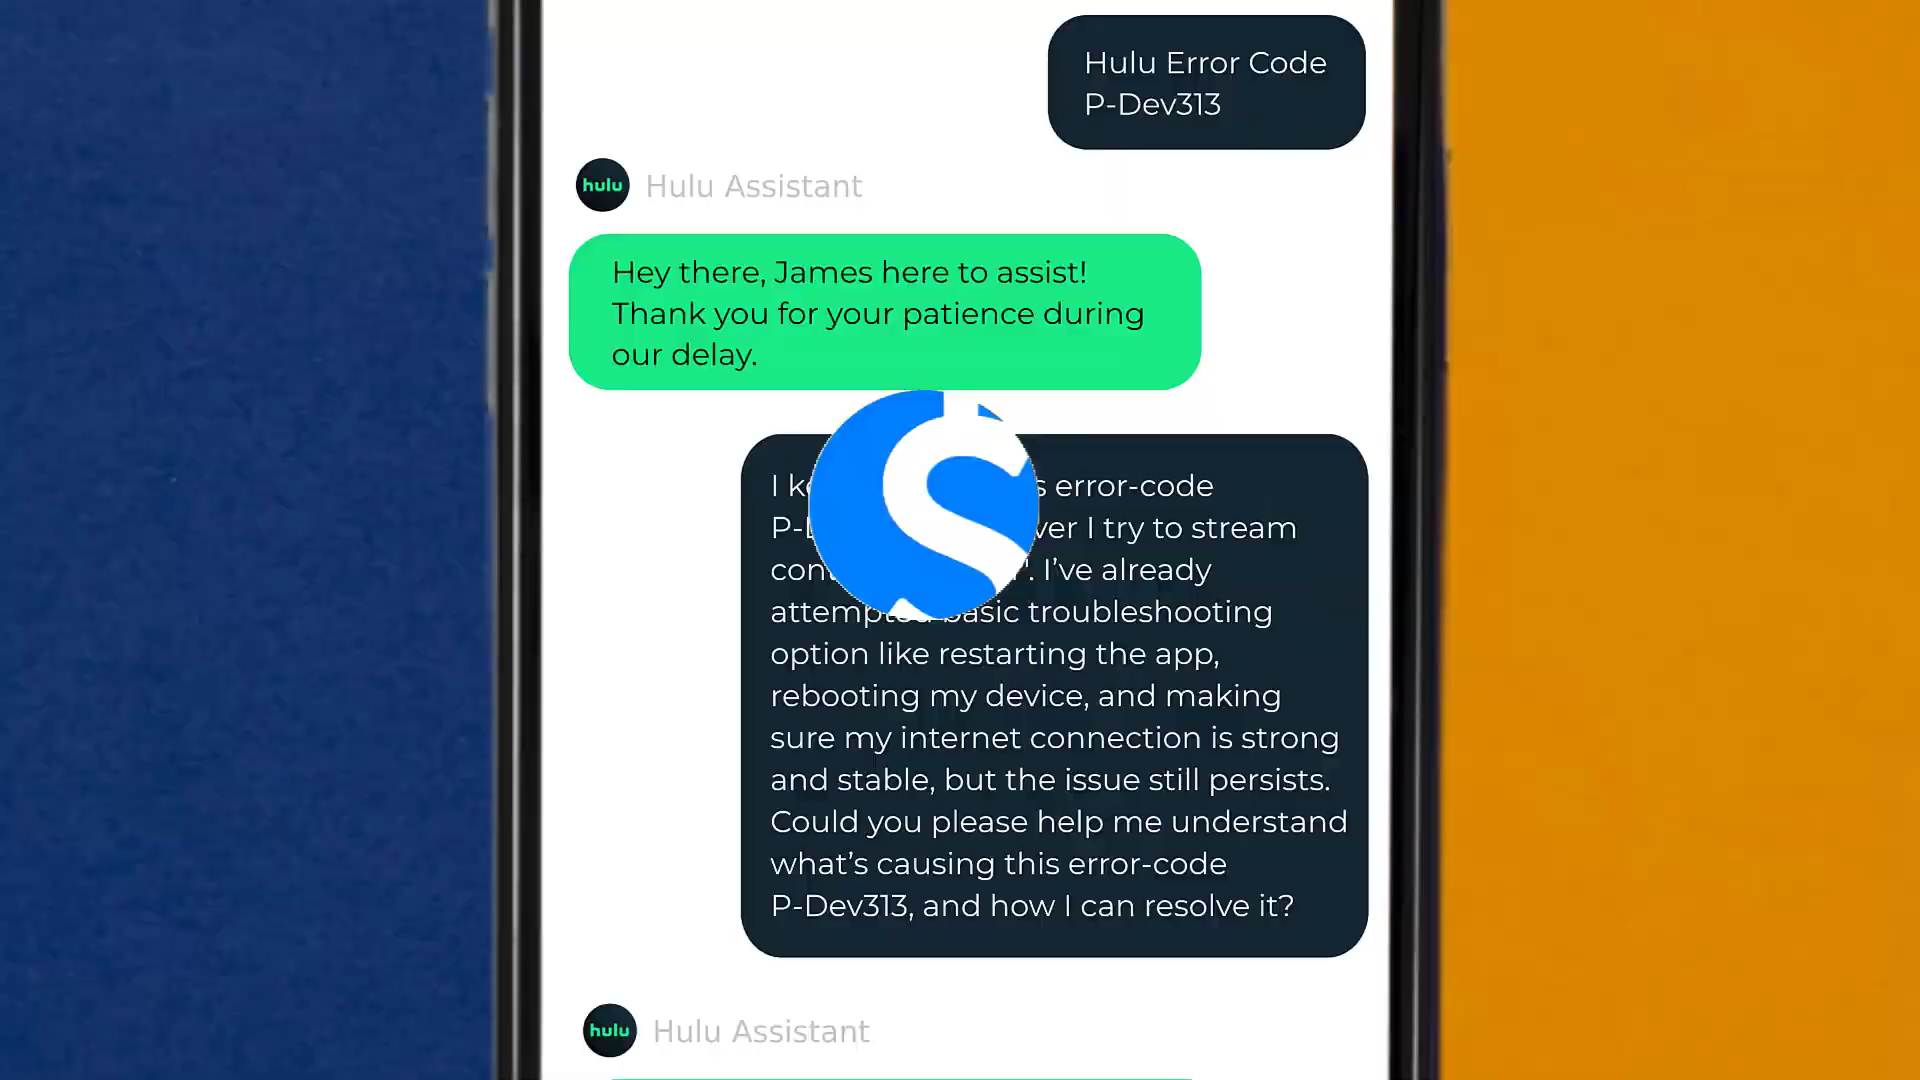 Hulu Error Code
P-Dev313
hulu Hulu Assistant
Hey there, James here to assist!
Thank you for your patience during
our delay.
I error-code
I try to stream
I’ve already
attempted basic troubleshooting
option like restarting the app,
rebooting my device, and making
sure my internet connection is strong
and stable, but the issue still persists.
Could you please help me understand
what’s causing this error-code
P-Dev313, and how I can resolve it?
hulu Hulu Assistant